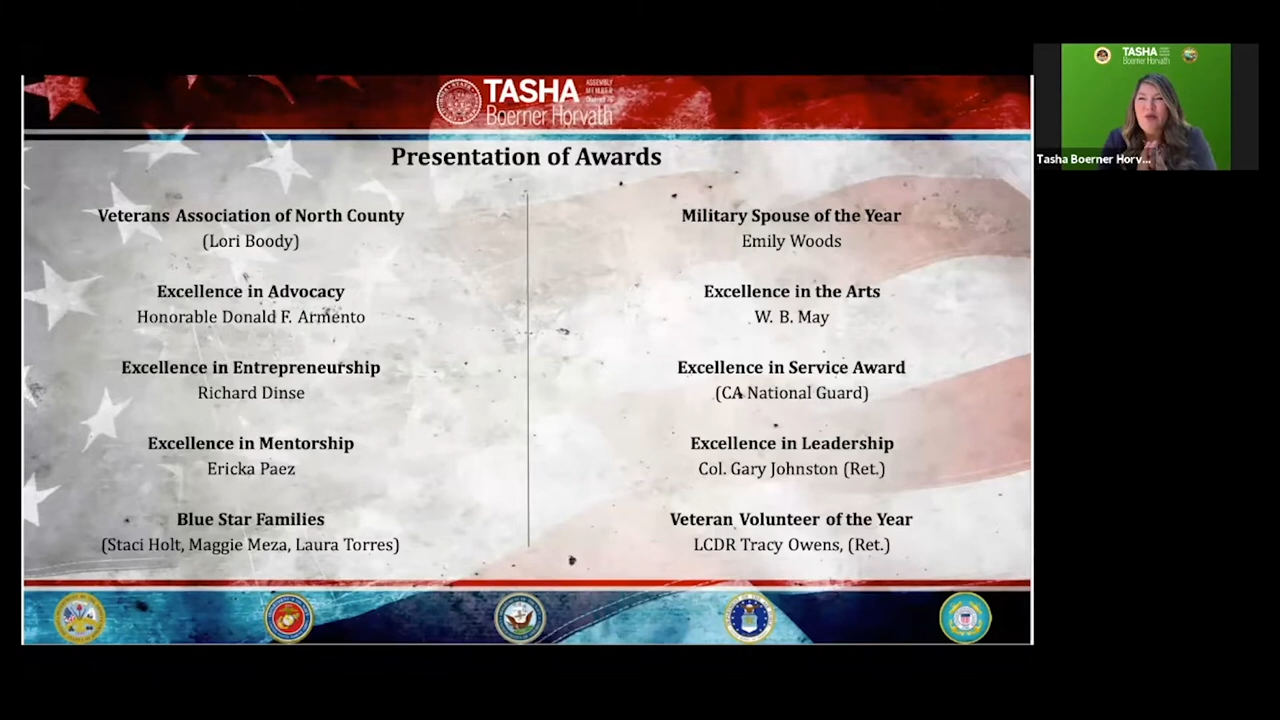 TASHA
ASSEMBLY
MEMBER
District 76
Boerner Horvath
Presentation of Awards
Veterans Association of North County
(Lori Boody)
Excellence in Advocacy
Honorable Donald F. Armento
Excellence in Entrepreneurship
Richard Dinse
Excellence in Mentorship
Ericka Paez
Blue Star Families
(Staci Holt, Maggie Meza, Laura Torres)
Military Spouse of the Year
Emily Woods
Excellence in the Arts
W. B. May
Excellence in Service Award
(CA National Guard)
Excellence in Leadership
Col. Gary Johnston (Ret.)
Veteran Volunteer of the Year
LCDR Tracy Owens, (Ret.)
TASHA
Boerner Horvath
Tasha Boerner Horv...